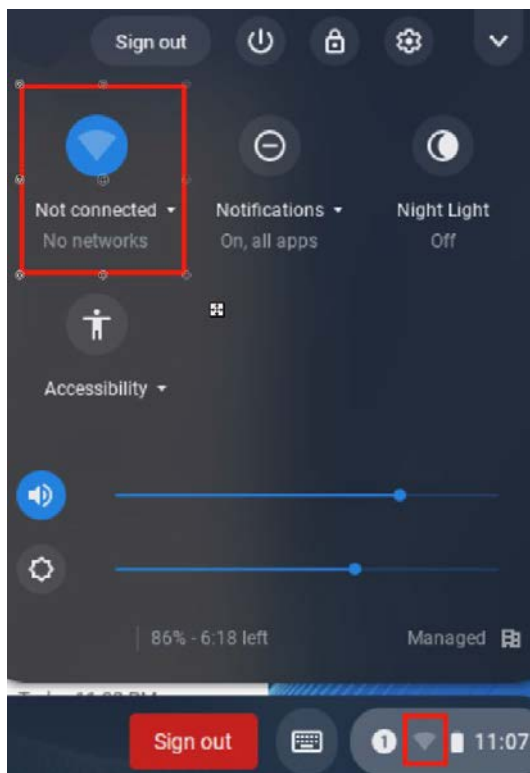 Sign out
Not connected
Notifications
Night Light
No networks
On, all apps
Off
Accessibility
86% - 6:18 left
Managed
Sign out
1
11:07